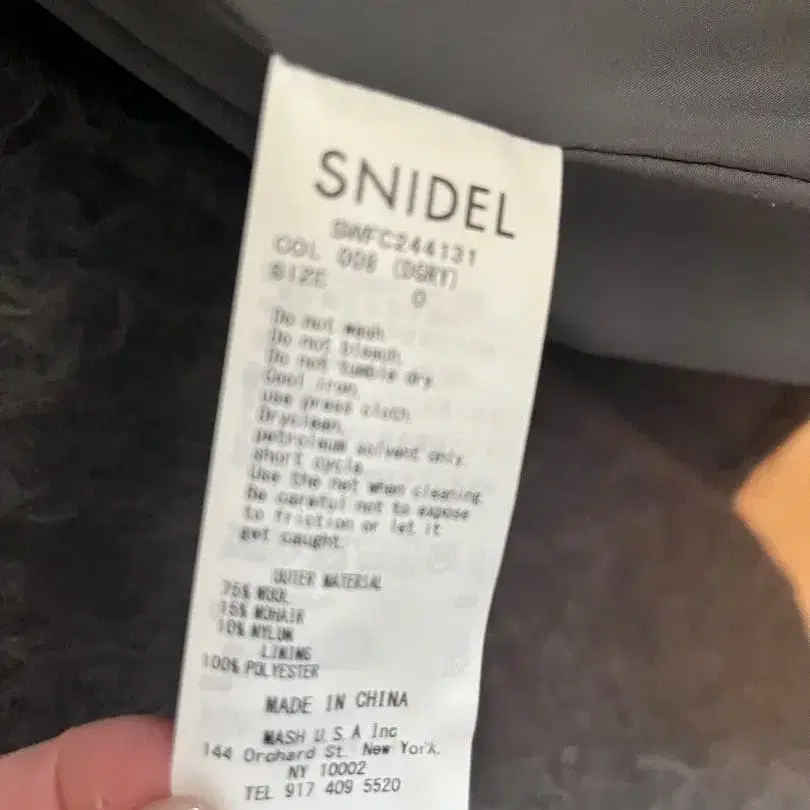 SNIDEL
SWFC244131
COL 008 (DGRY)
SIZE 0
Do not wash.
Do not bleach.
Do not tumble dry.
Cool iron.
Use press cloth.
Dryclean,
petroleum solvent only.
short cycle.
Use the net when cleaning.
Be careful not to expose
to friction or let it
get caught.
OUTER MATERIAL
75% WOOL
15% MOHAIR
10% NYLON
LINING
100% POLYESTER
MADE IN CHINA
MASH U.S.A Inc
144 Orchard St. New York,
NY 10002
TEL 917 409 5520